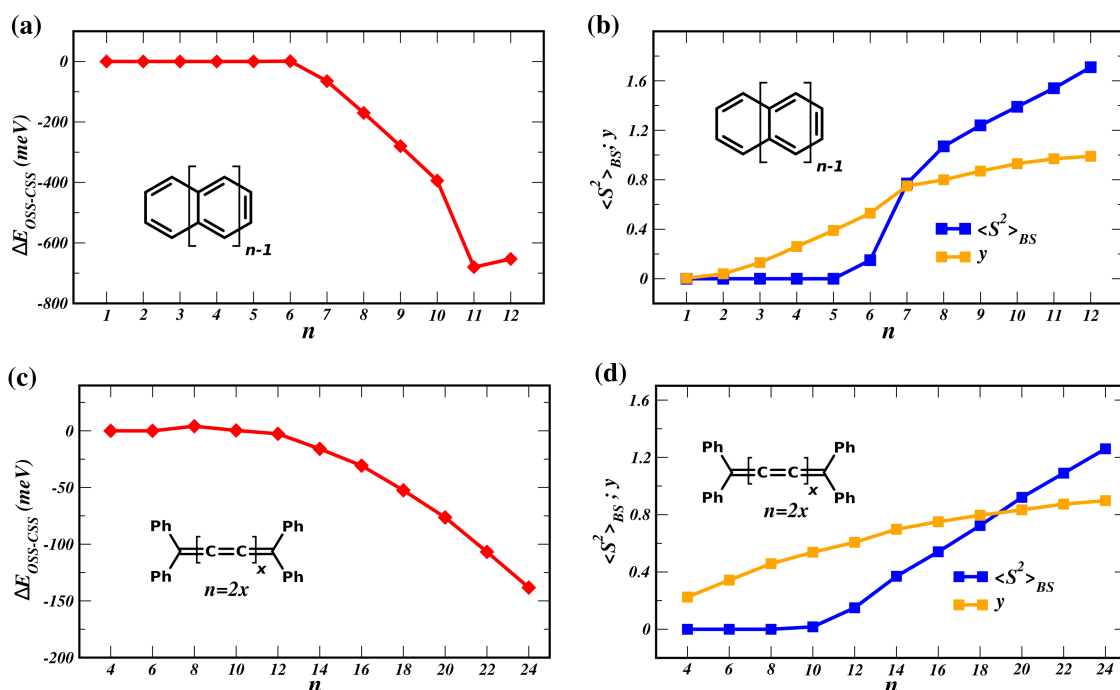 (a)
ΔE_OSS-CSS (meV)
0
-200
-400
-600
-800
n-1
1 2 3 4 5 6 7 8 9 10 11 12
n
(b)
<S²>_BS ; y
1.6
1.2
0.8
0.4
0
n-1
<S²>_BS
y
1 2 3 4 5 6 7 8 9 10 11 12
n
(c)
ΔE_OSS-CSS (meV)
0
-50
-100
-150
-200
Ph Ph
C C
x
Ph Ph
n=2x
4 6 8 10 12 14 16 18 20 22 24
n
(d)
<S²>_BS ; y
1.6
1.2
0.8
0.4
0
Ph Ph
C C
x
Ph Ph
n=2x
<S²>_BS
y
4 6 8 10 12 14 16 18 20 22 24
n